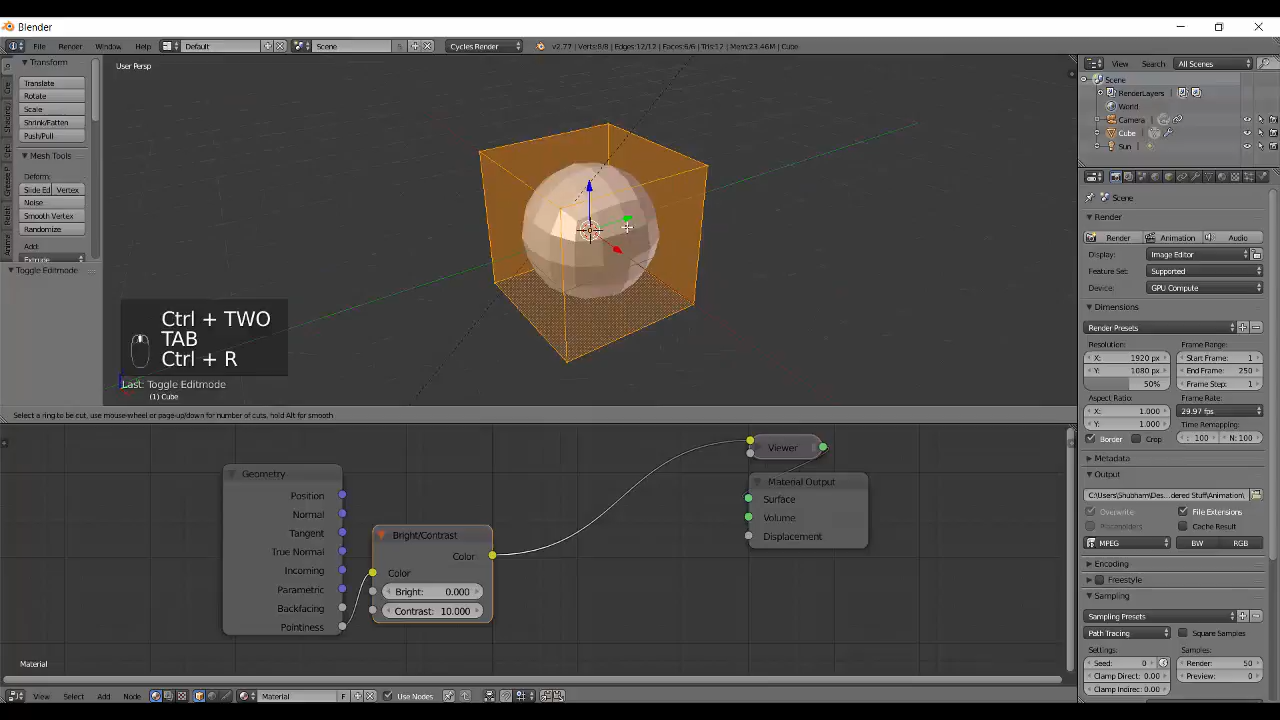 Blender
File Render Window Help Default Scene Cycles Render v2.77 | Verts:8/8 | Edges:12/12 | Faces:6/6 | Tris:17 | Mem:23.46M | Cube
Transform
Translate
Rotate
Scale
Shrink/Fatten
Push/Pull
Mesh Tools
Deform:
Slide Ed Vertex
Noise
Smooth Vertex
Randomize
Add:
Extrude
Toggle Editmode
User Persp
Ctrl + TWO
TAB
Ctrl + R
Last: Toggle Editmode
(1) Cube
Select a ring to be cut, use mouse-wheel or page-up/down for number of cuts, hold Alt for smooth
Geometry
Position
Normal
Tangent
True Normal
Incoming
Parametric
Backfacing
Pointiness
Bright/Contrast
Color
Color
Bright: 0.000
Contrast: 10.000
Viewer
Material Output
Surface
Volume
Displacement
Material
View Select Add Node Material F Use Nodes
View Search All Scenes
Scene
RenderLayers
World
Camera
Cube
Sun
Scene
Render
Render Animation Audio
Display: Image Editor
Feature Set: Supported
Device: GPU Compute
Dimensions
Render Presets
Resolution: Frame Range:
X: 1920 px Start Frame: 1
Y: 1080 px End Frame: 250
50% Frame Step: 1
Aspect Ratio: Frame Rate:
X: 1.000 29.97 fps
Y: 1.000 Time Remapping:
Border Crop : 100 N: 100
Metadata
Output
C:\Users\Shubham\Des...dered Stuff\Animation\
Overwrite File Extensions
Placeholders Cache Result
MPEG BW RGB
Encoding
Freestyle
Sampling
Sampling Presets
Path Tracing Square Samples
Settings: Samples:
Seed: 0 Render: 50
Clamp Direct: 0.00 Preview: 0
Clamp Indirect: 0.00